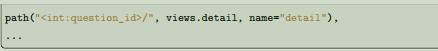 path("<int:question_id>/", views.detail, name="detail"),
...